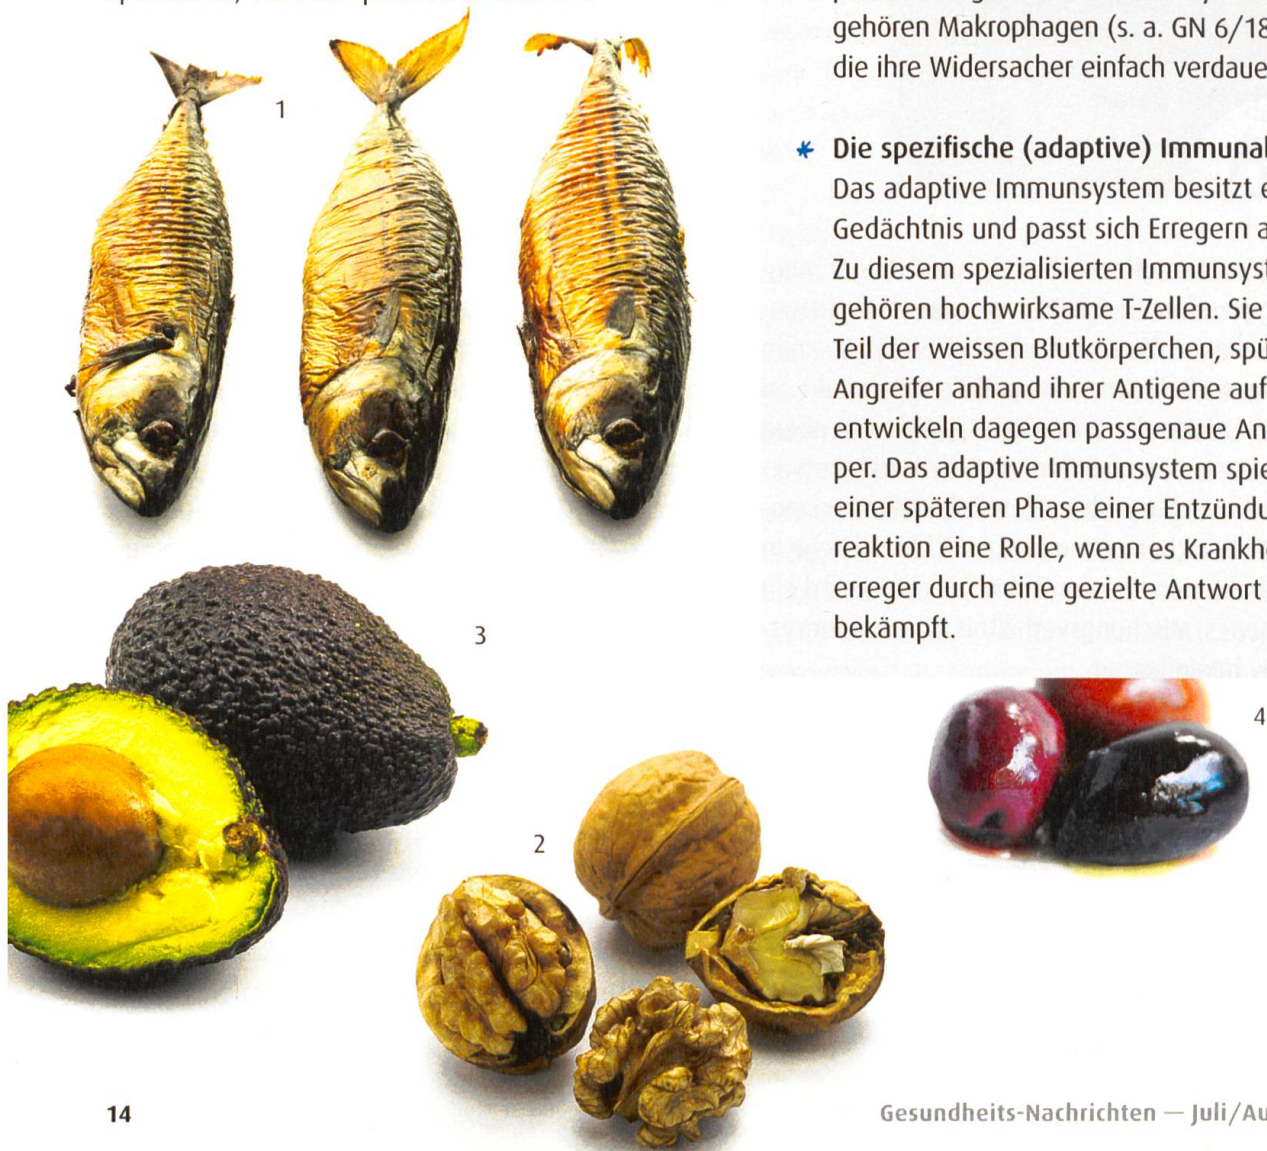 gehören Makrophagen (s. a. GN 6/18
die ihre Widersacher einfach verdaue
* Die spezifische (adaptive) Immunal
Das adaptive Immunsystem besitzt e
Gedächtnis und passt sich Erregern a
Zu diesem spezialisierten Immunsyst
gehören hochwirksame T-Zellen. Sie
Teil der weissen Blutkörperchen, spü
Angreifer anhand ihrer Antigene auf
entwickeln dagegen passgenaue An
per. Das adaptive Immunsystem spie
einer späteren Phase einer Entzündu
reaktion eine Rolle, wenn es Krankh
erreger durch eine gezielte Antwort
bekämpft.
1
3
4
2
14
Gesundheits-Nachrichten — Juli/Au